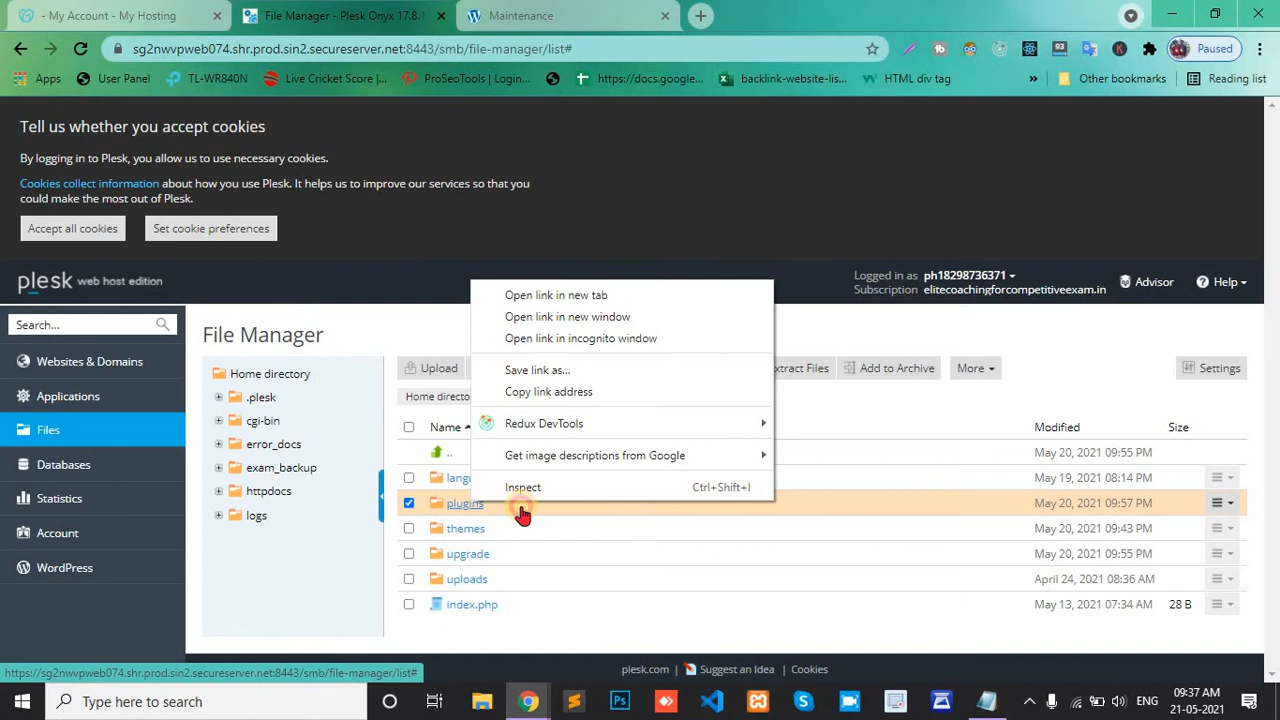 - My Account - My Hosting
File Manager - Plesk Onyx 17.8.1
Maintenance
sg2nwvpweb074.shr.prod.sin2.secureserver.net:8443/smb/file-manager/list#
93
K
Paused
Apps
User Panel
TL-WR840N
Live Cricket Score |...
ProSeoTools | Login...
https://docs.google...
backlink-website-lis...
HTML div tag
»
Other bookmarks
Reading list
Tell us whether you accept cookies
By logging in to Plesk, you allow us to use necessary cookies.
Cookies collect information about how you use Plesk. It helps us to improve our services so that you
could make the most out of Plesk.
Accept all cookies
Set cookie preferences
plesk web host edition
Logged in as ph18298736371
Subscription elitecoachingforcompetitiveexam.in
Advisor
Help
Search...
Websites & Domains
Applications
Files
Databases
Statistics
Account
WordPress
File Manager
Home directory
.plesk
cgi-bin
error_docs
exam_backup
httpdocs
logs
Upload
xtract Files
Add to Archive
More
Settings
Home directo
Name
Modified
Size
..
May 20, 2021 09:55 PM
langu
May 19, 2021 08:14 PM
plugins
May 20, 2021 09:57 PM
themes
May 20, 2021 09:43 PM
upgrade
May 20, 2021 09:55 PM
uploads
April 24, 2021 08:36 AM
index.php
May 13, 2021 07:34 AM
28 B
Open link in new tab
Open link in new window
Open link in incognito window
Save link as...
Copy link address
Redux DevTools
Get image descriptions from Google
Inspect
Ctrl+Shift+I
plesk.com
Suggest an Idea
Cookies
https://sg2nwvpweb074.shr.prod.sin2.secureserver.net:8443/smb/file-manager/list#
Type here to search
Ps
ENG
09:37 AM
21-05-2021